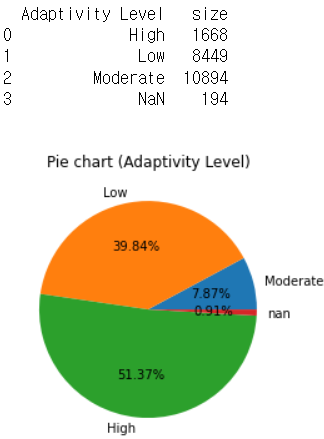 Adaptivity Level size
0 High 1668
1 Low 8449
2 Moderate 10894
3 NaN 194
Pie chart (Adaptivity Level)
Low
39.84%
Moderate
7.87%
0.91%
nan
51.37%
High